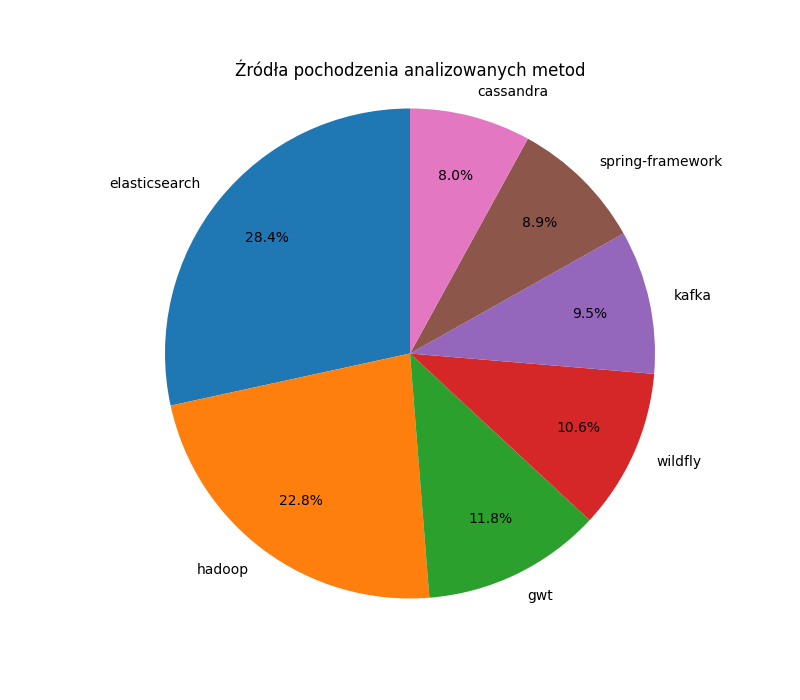 Źródła pochodzenia analizowanych metod
cassandra
spring-framework
elasticsearch
8.0%
8.9%
28.4%
kafka
9.5%
10.6%
wildfly
22.8%
11.8%
hadoop
gwt